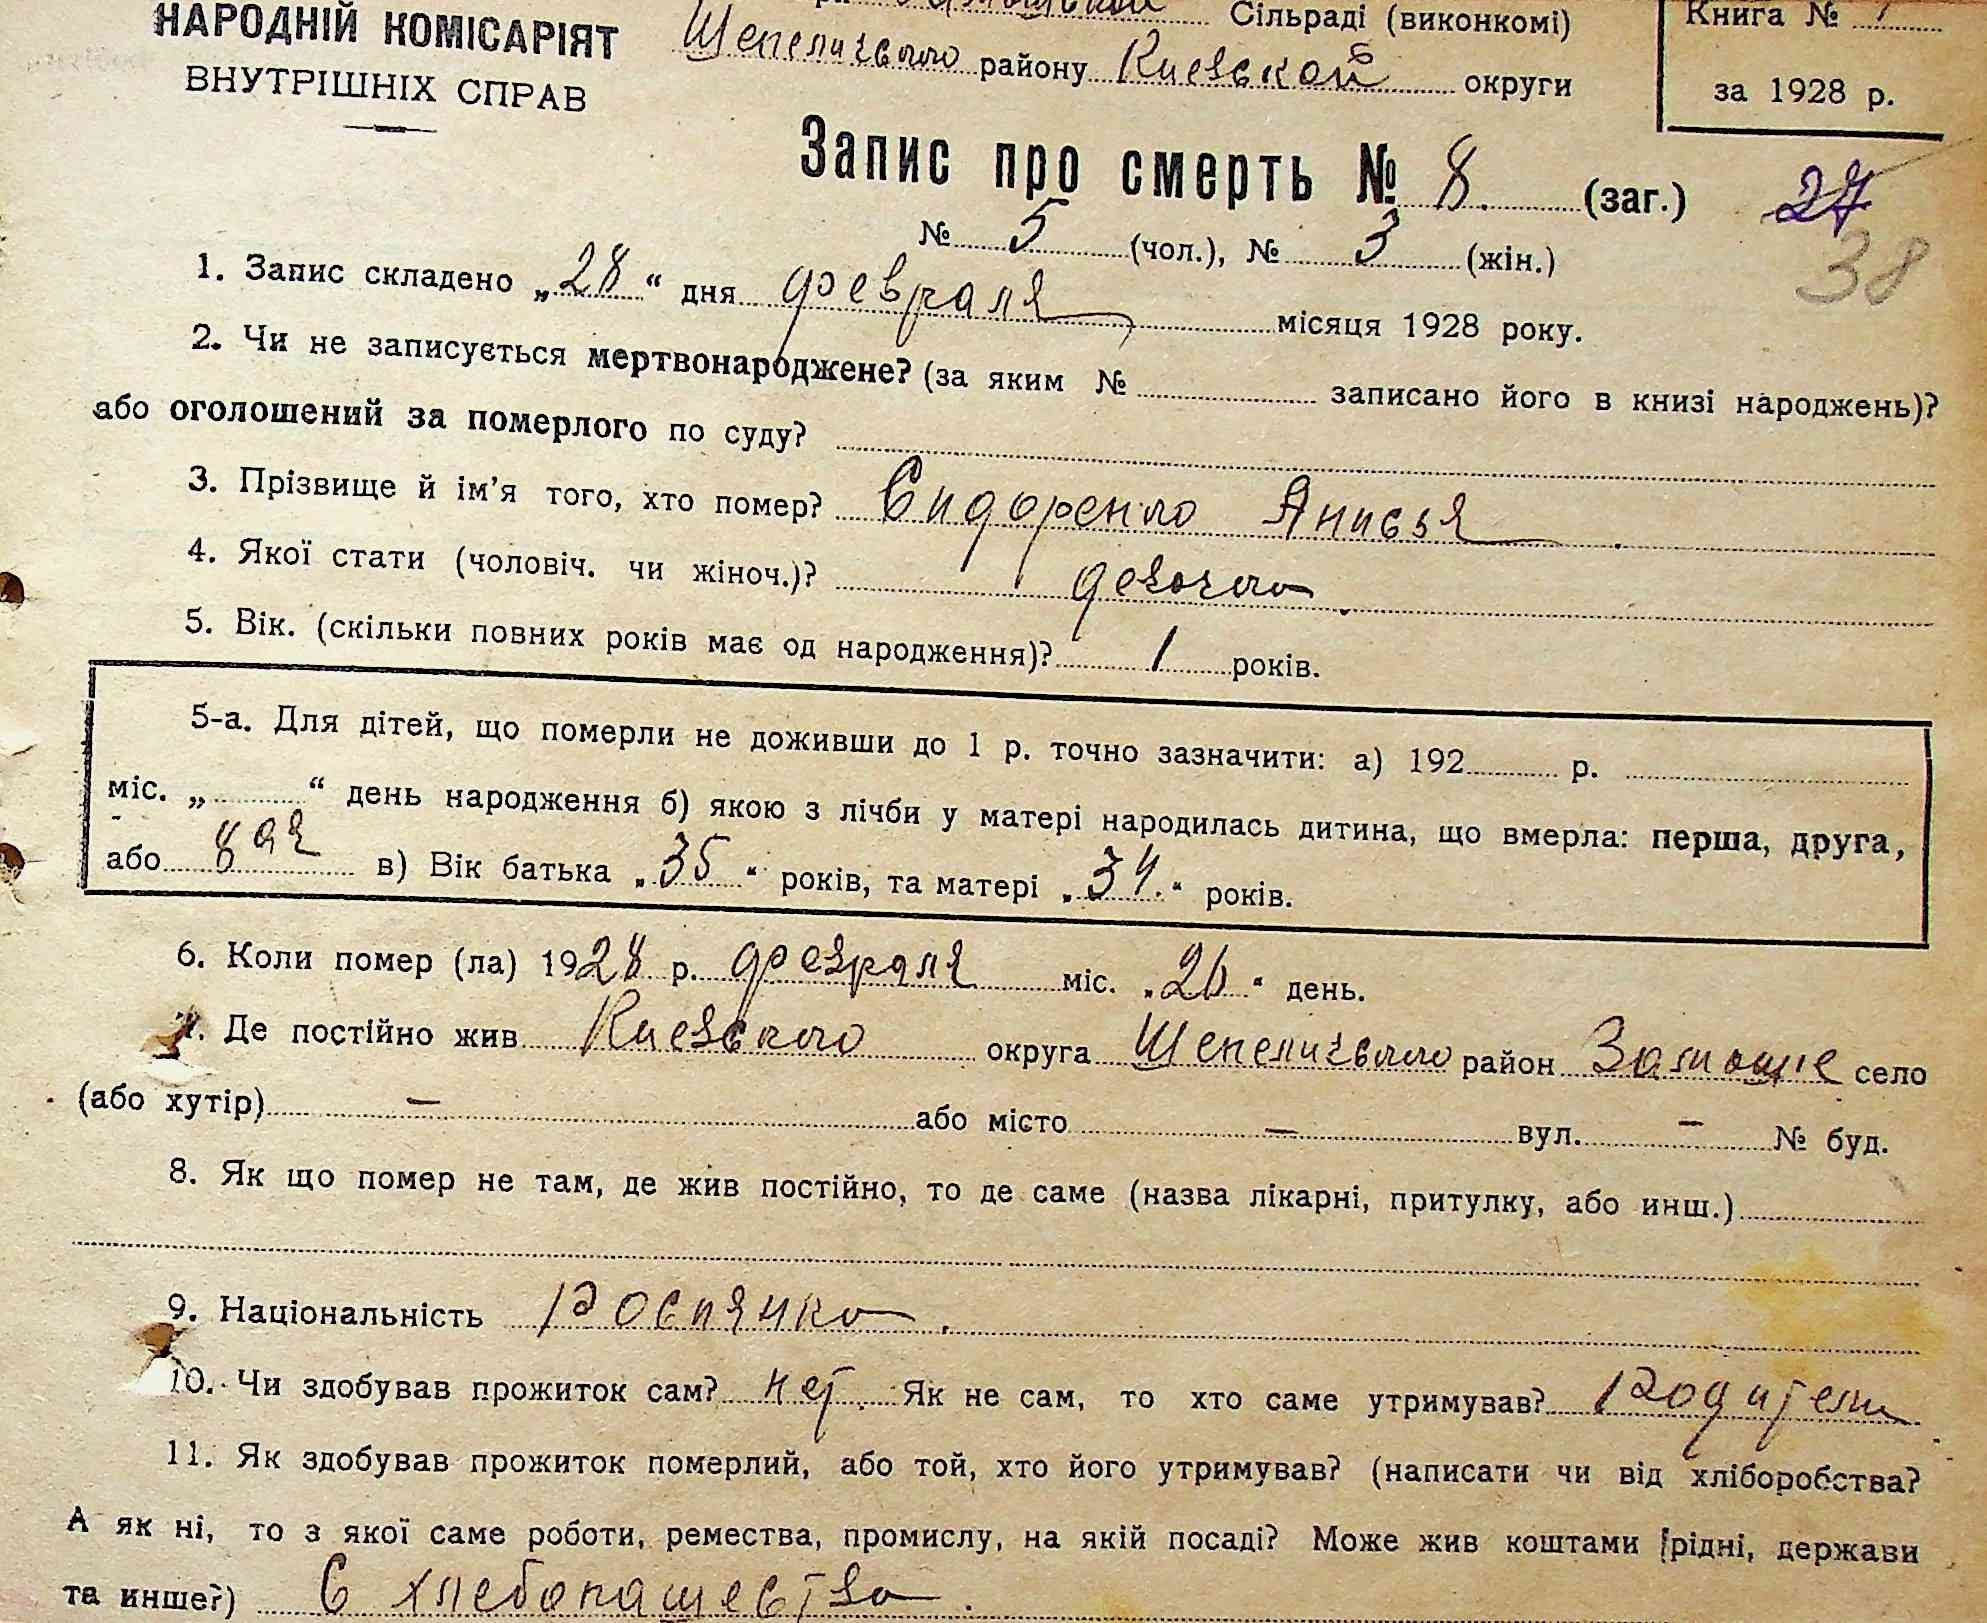 НАРОДНІЙ КОМІСАРІЯТ
ВНУТРІШНІХ СПРАВ
Сільраді (виконкомі)
Шепеличского району Киевской округи
Книга №
за 1928 р.
Запис про смерть № 8. (заг.) 27
№ 5 (чол.), № 3 (жін.) 38
1. Запис складено „28“ дня февраля місяця 1928 року.
2. Чи не записується мертвонароджене? (за яким № записано його в книзі народжень)?
або оголошений за померлого по суду?
3. Прізвище й ім’я того, хто помер? Сидоренко Анисья
4. Якої стати (чоловіч. чи жіноч.)? девочка.
5. Вік. (скільки повних років має од народження)? 1 років.
5-а. Для дітей, що померли не доживши до 1 р. точно зазначити: а) 192 р.
міс. „ “ день народження б) якою з лічби у матері народилась дитина, що вмерла: перша, друга,
або 8ая в) Вік батька „35“ років, та матері „34.“ років.
6. Коли помер (ла) 1928 р. февраля міс. „26“ день.
7. Де постійно жив Киевского округа Шепеличского район Замошне село
(або хутір) — або місто — вул. — № буд.
8. Як що помер не там, де жив постійно, то де саме (назва лікарні, притулку, або инш.)
9. Національність
10. Чи здобував прожиток сам? нет. Як не сам, то хто саме утримував? Родители
11. Як здобував прожиток померлий, або той, хто його утримував? (написати чи від хліборобства?
А як ні, то з якої саме роботи, ремества, промислу, на якій посаді? Може жив коштами (рідні, держави
та инше?) С хлебопашества.